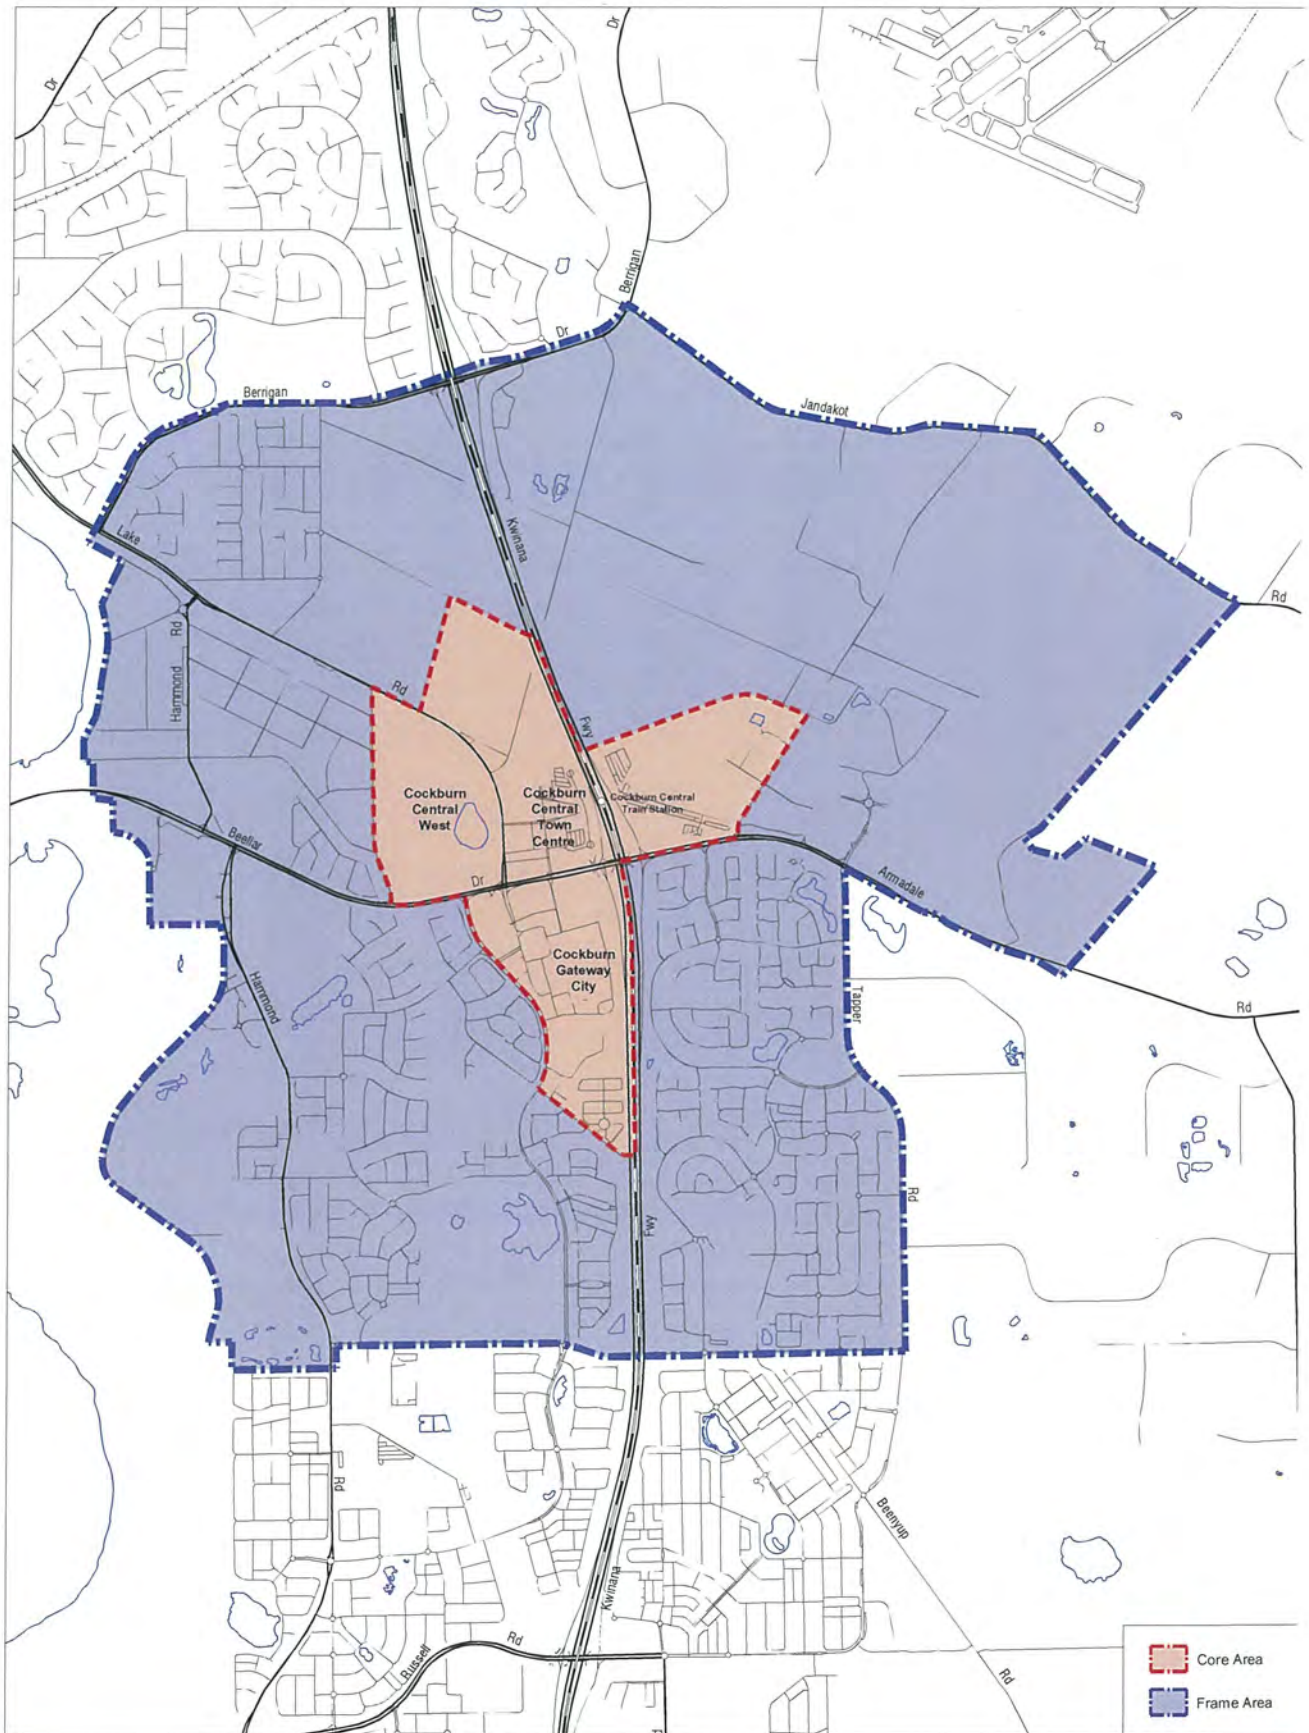 Dr
Dr
Berrigan
Dr
Berrigan
Jandakot
Kwinana
Lake
Rd
Rd
Hammond
Rd
Fwy
Cockburn
Central
West
Cockburn
Central
Town
Centre
Cockburn Central
Train Station
Beeliar
Dr
Armadale
Cockburn
Gateway
City
Hammond
Tapper
Rd
Rd
Fwy
Rd
Beenyup
Kwinana
Rd
Russell
Rd
Core Area
Frame Area